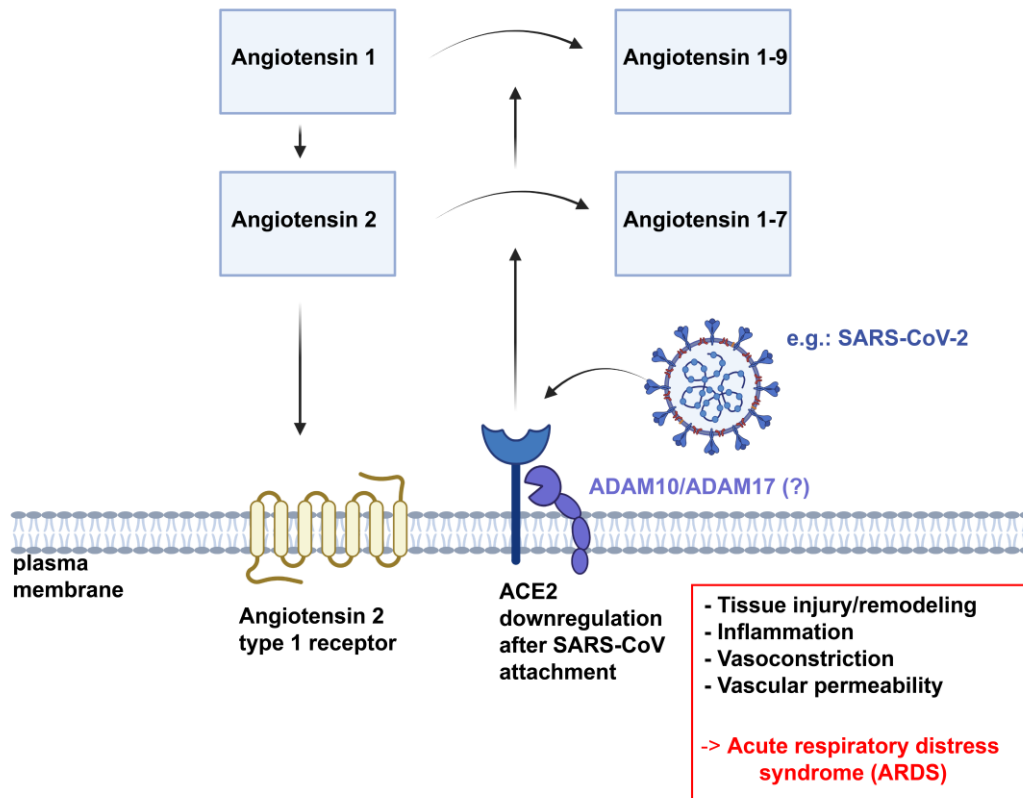 Angiotensin 1
Angiotensin 1-9
Angiotensin 2
Angiotensin 1-7
e.g.: SARS-CoV-2
ADAM10/ADAM17 (?)
plasma
membrane
Angiotensin 2
type 1 receptor
ACE2
downregulation
after SARS-CoV
attachment
- Tissue injury/remodeling
- Inflammation
- Vasoconstriction
- Vascular permeability
-> Acute respiratory distress
syndrome (ARDS)